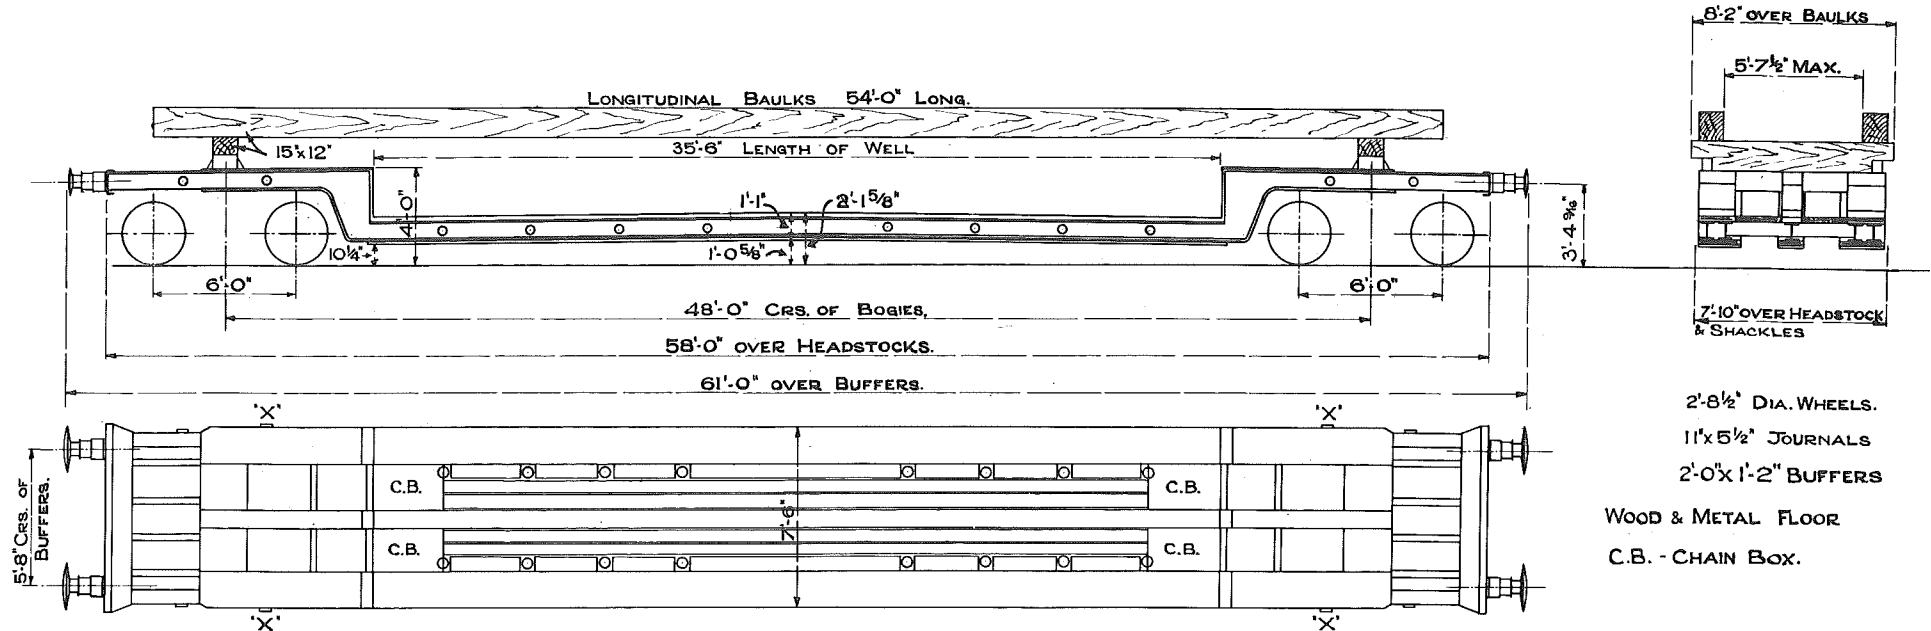 8'-2" OVER BAULKS
5'-7½" MAX.
LONGITUDINAL BAULKS 54'-0" LONG.
15"x12"
35'-6" LENGTH OF WELL
4'-0"
1'-1"
2'-1⅝"
10¼"
1'-0⅝"
3'-4 9/16"
6'-0"
6'-0"
48'-0" CRS. OF BOGIES.
7'-10" OVER HEADSTOCK
& SHACKLES
58'-0" OVER HEADSTOCKS.
61'-0" OVER BUFFERS.
"X"
"X"
2'-8½" DIA. WHEELS.
11"x5½" JOURNALS
2'-0"x1'-2" BUFFERS
WOOD & METAL FLOOR
C.B. - CHAIN BOX.
5'-8" CRS. OF
BUFFERS.
C.B.
C.B.
7'-6"
C.B.
C.B.
"X"
"X"